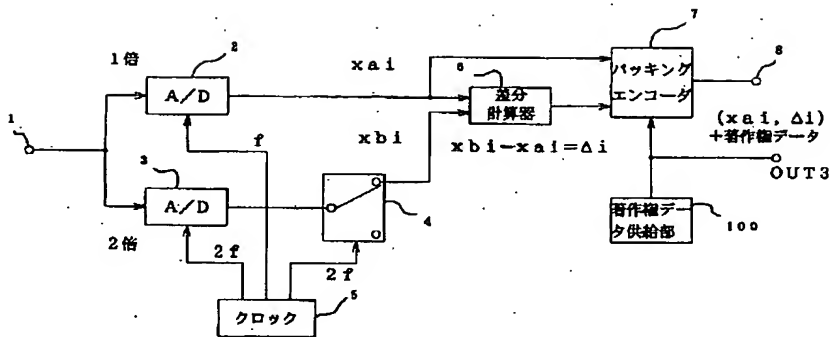 1
1倍
A/D
2
xai
6
差分
計算器
7
パッキング
エンコーダ
8
(xai, Δi)
+著作権データ
OUT3
f
xbi
xbi-xai=Δi
3
A/D
4
2倍
2f
2f
5
クロック
著作権デー
タ供給部
100